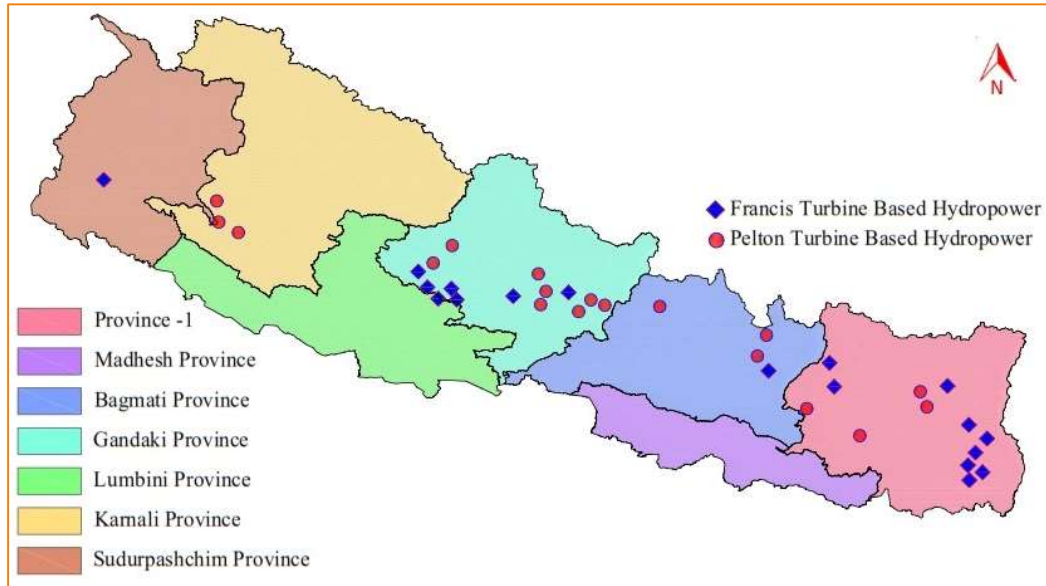 N
Francis Turbine Based Hydropower
Pelton Turbine Based Hydropower
Province -1
Madhesh Province
Bagmati Province
Gandaki Province
Lumbini Province
Karnali Province
Sudurpashchim Province